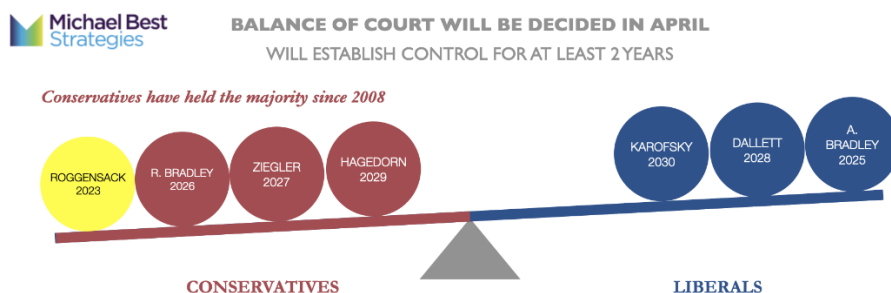 Michael Best
Strategies
BALANCE OF COURT WILL BE DECIDED IN APRIL
WILL ESTABLISH CONTROL FOR AT LEAST 2 YEARS
Conservatives have held the majority since 2008
ROGGENSACK
2023
R. BRADLEY
2026
ZIEGLER
2027
HAGEDORN
2029
KAROFSKY
2030
DALLETT
2028
A.
BRADLEY
2025
CONSERVATIVES
LIBERALS